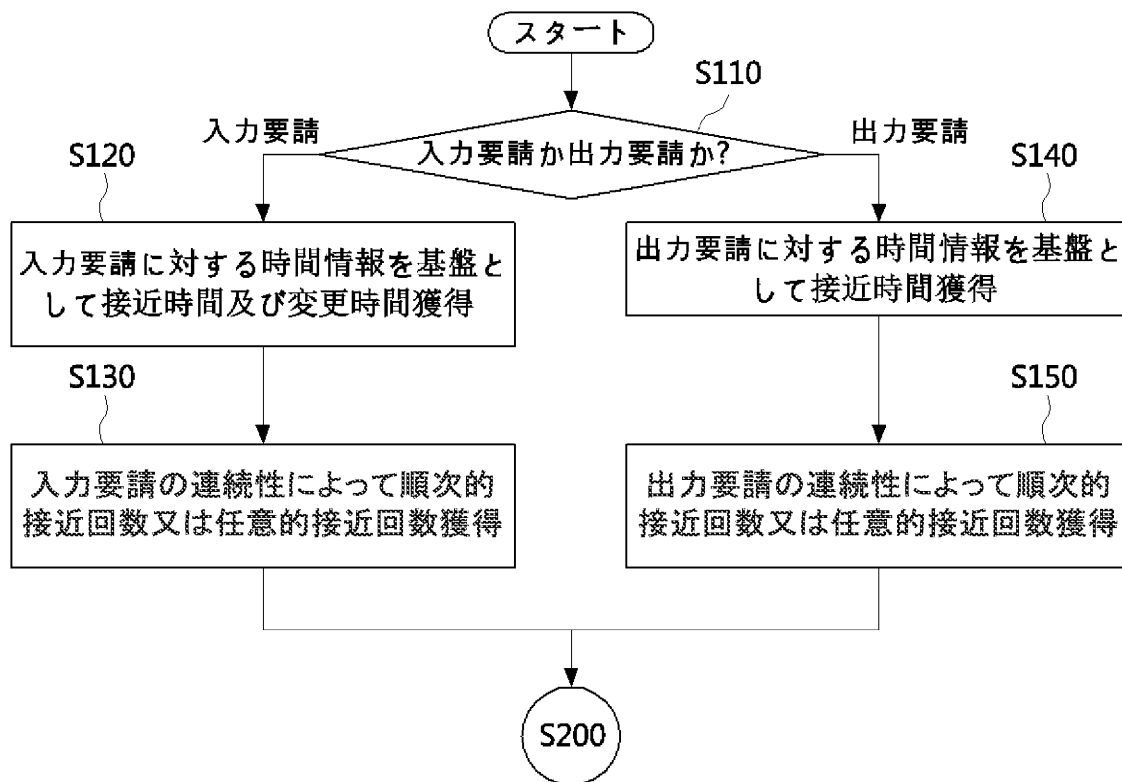 スタート
S110
入力要請
出力要請
入力要請か出力要請か?
S120
S140
入力要請に対する時間情報を基盤と
して接近時間及び変更時間獲得
出力要請に対する時間情報を基盤と
して接近時間獲得
S130
S150
入力要請の連続性によって順次的
接近回数又は任意的接近回数獲得
出力要請の連続性によって順次的
接近回数又は任意的接近回数獲得
S200